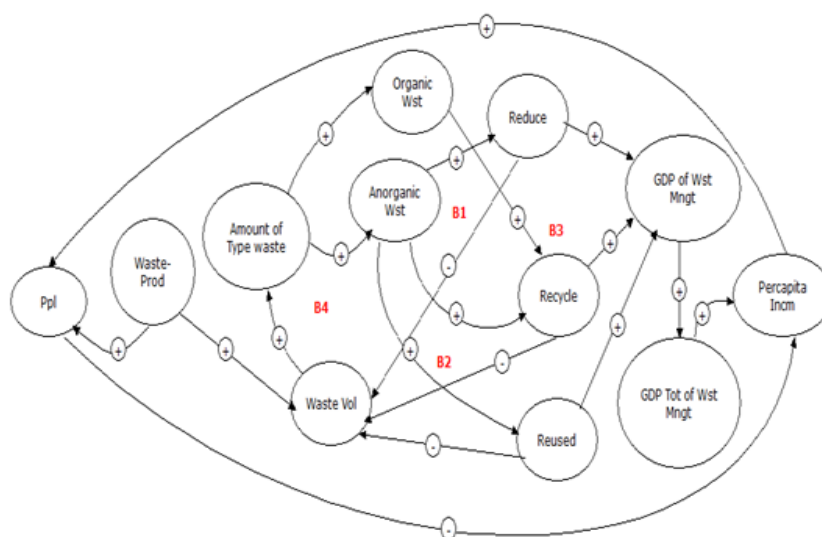 +
Organic
Wst
Reduce
+
+
+
GDP of Wst
Mngt
Anorganic
Wst
B1
Amount of
Type waste
+
B3
+
+
Waste-
Prod
-
Recycle
+
Percapita
Incm
Ppl
+
B4
+
+
+
+
+
+
+
B2
-
Waste Vol
GDP Tot of Wst
Mngt
-
Reused
-